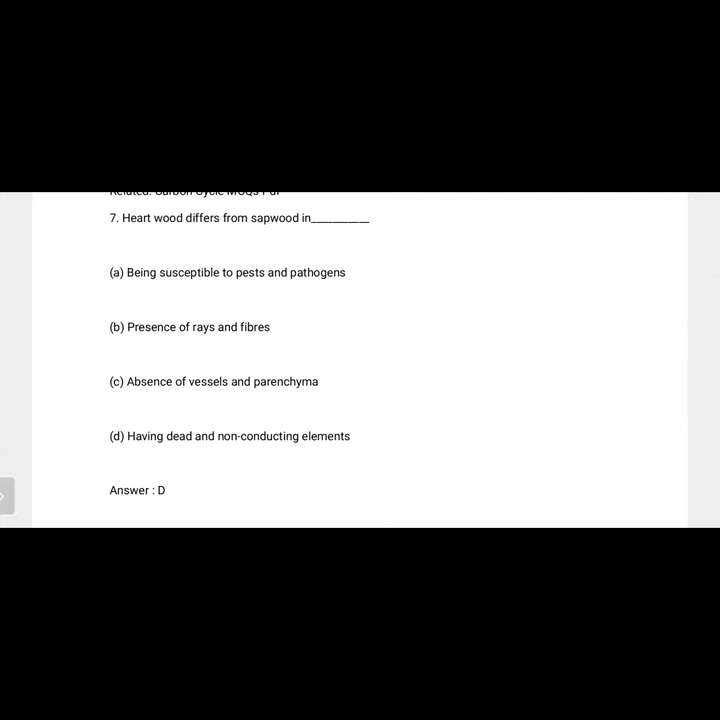 7. Heart wood differs from sapwood in__________
(a) Being susceptible to pests and pathogens
(b) Presence of rays and fibres
(c) Absence of vessels and parenchyma
(d) Having dead and non-conducting elements
Answer : D